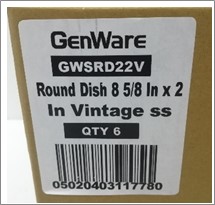 GenWare
GWSRD22V
Round Dish 8 5/8 In x 2
In Vintage ss
QTY 6
05020403117780